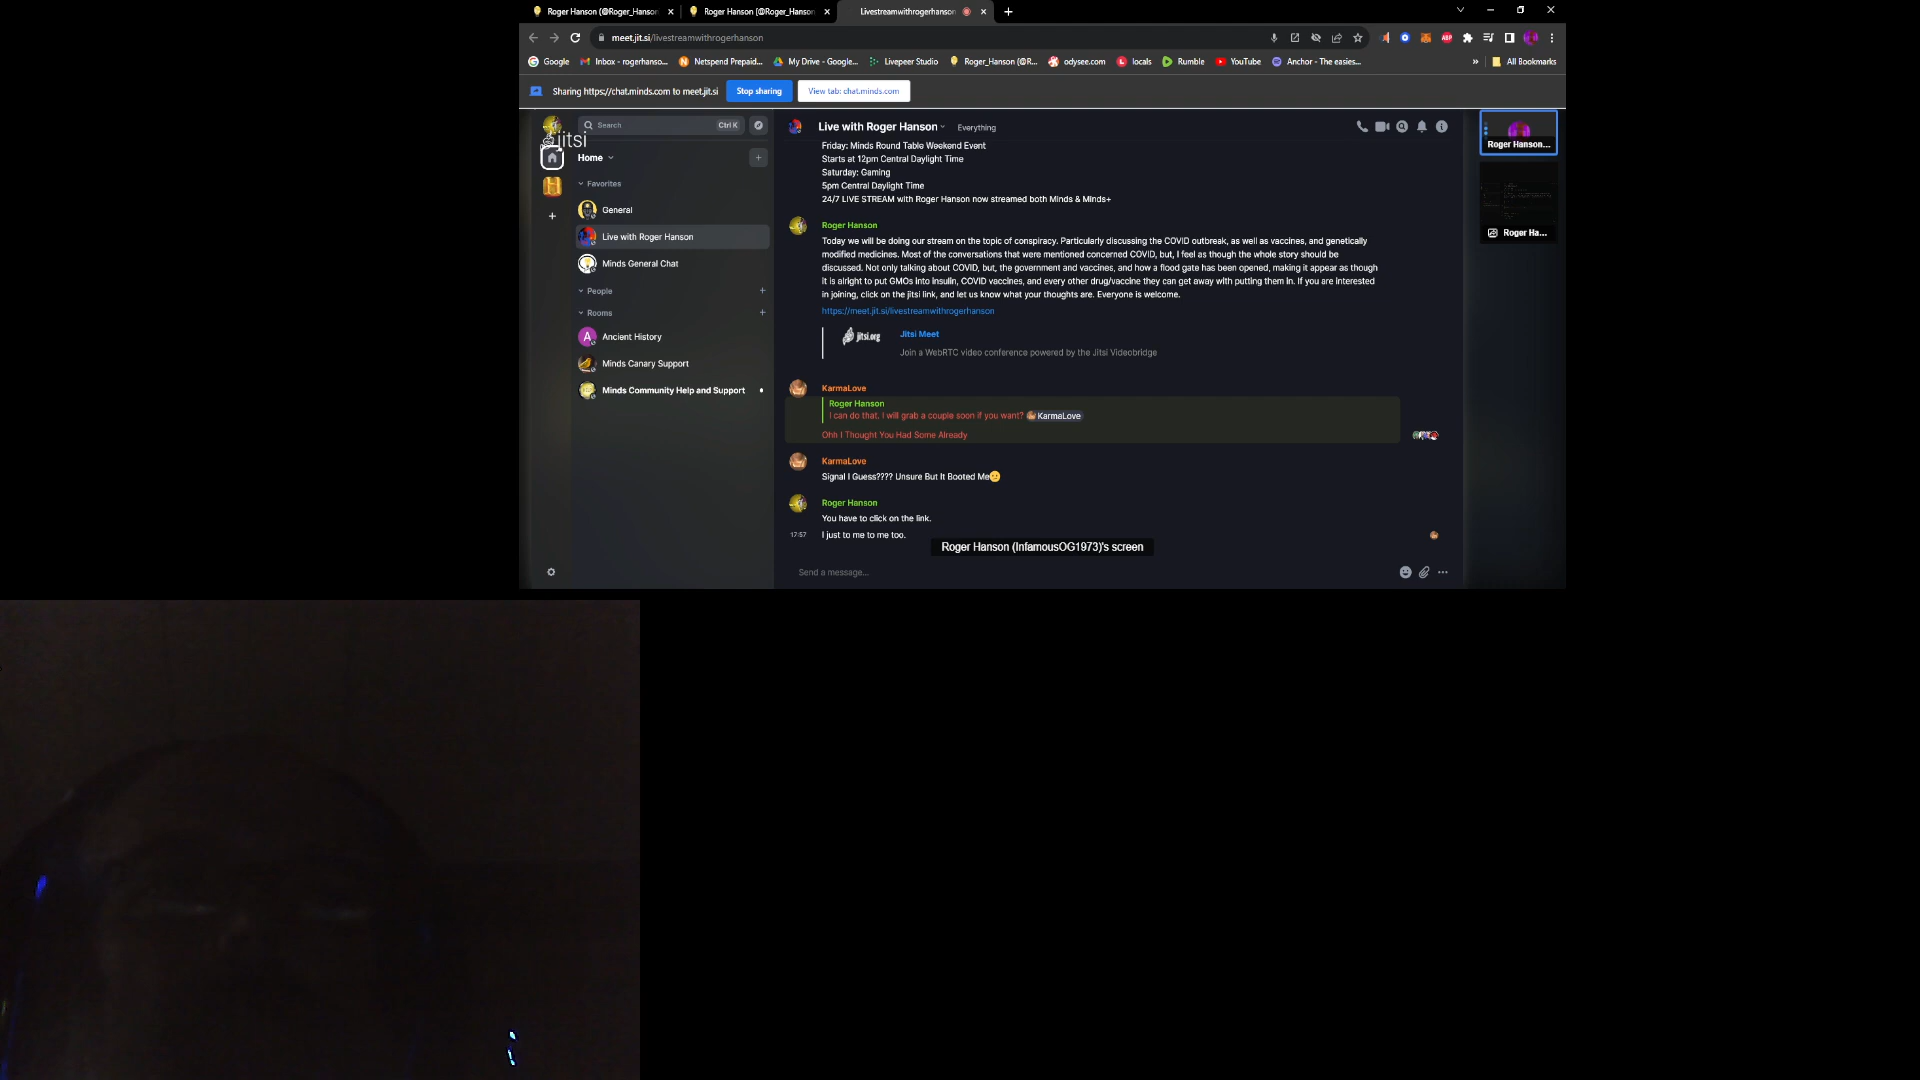 Roger Hanson (@Roger_Hanson
Roger Hanson (@Roger_Hanson
Livestreamwithrogerhanson
meet.jit.si/livestreamwithrogerhanson
Google
Inbox - rogerhanso...
Netspend Prepaid...
My Drive - Google...
Livepeer Studio
Roger_Hanson (@R...
odysee.com
locals
Rumble
YouTube
Anchor - The easies...
»
All Bookmarks
Sharing https://chat.minds.com to meet.jit.si
Stop sharing
View tab: chat.minds.com
jitsi
Search
Ctrl K
Home
Favorites
General
Live with Roger Hanson
Minds General Chat
People
Rooms
A
Ancient History
Minds Canary Support
Minds Community Help and Support
Live with Roger Hanson
Everything
Friday: Minds Round Table Weekend Event
Starts at 12pm Central Daylight Time
Saturday: Gaming
5pm Central Daylight Time
24/7 LIVE STREAM with Roger Hanson now streamed both Minds & Minds+
Roger Hanson
Today we will be doing our stream on the topic of conspiracy. Particularly discussing the COVID outbreak, as well as vaccines, and genetically
modified medicines. Most of the conversations that were mentioned concerned COVID, but, I feel as though the whole story should be
discussed. Not only talking about COVID, but, the government and vaccines, and how a flood gate has been opened, making it appear as though
it is alright to put GMOs into insulin, COVID vaccines, and every other drug/vaccine they can get away with putting them in. If you are interested
in joining, click on the jitsi link, and let us know what your thoughts are. Everyone is welcome.
https://meet.jit.si/livestreamwithrogerhanson
jitsi.org
Jitsi Meet
Join a WebRTC video conference powered by the Jitsi Videobridge
KarmaLove
Roger Hanson
I can do that. I will grab a couple soon if you want? KarmaLove
Ohh I Thought You Had Some Already
KarmaLove
Signal I Guess???? Unsure But It Booted Me
Roger Hanson
You have to click on the link.
17:57
I just to me to me too.
Roger Hanson (InfamousOG1973)'s screen
Send a message...
Roger Hanson...
Roger Ha...
ABP